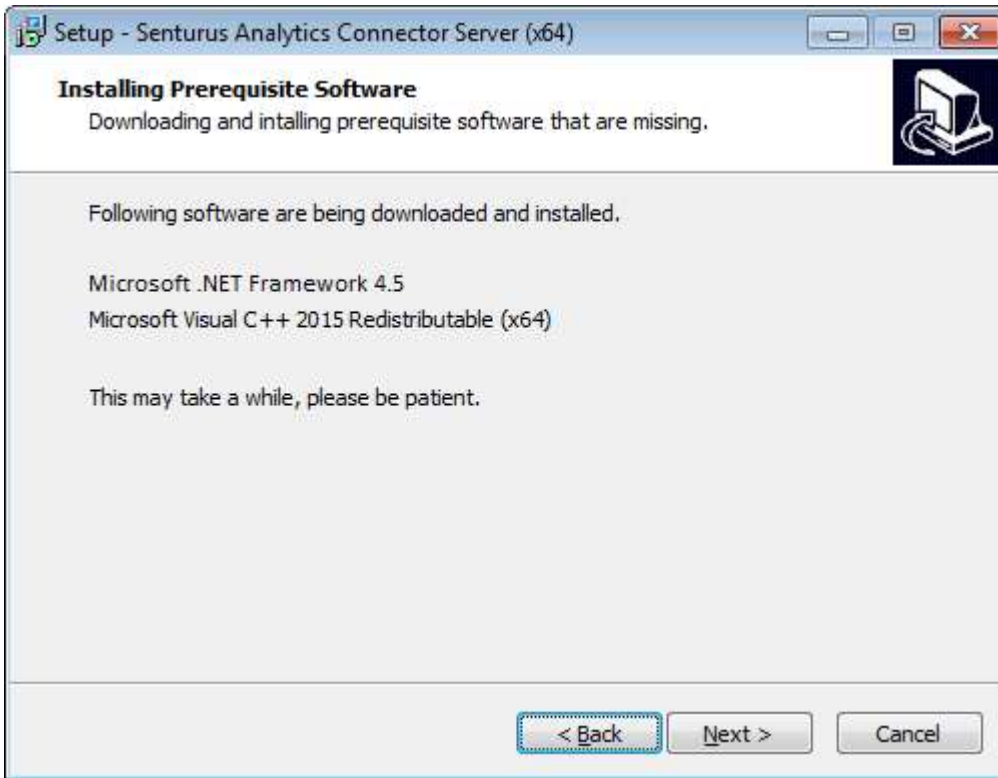 Setup - Senturus Analytics Connector Server (x64)
Installing Prerequisite Software
Downloading and intalling prerequisite software that are missing.
Following software are being downloaded and installed.
Microsoft .NET Framework 4.5
Microsoft Visual C++ 2015 Redistributable (x64)
This may take a while, please be patient.
< Back Next > Cancel